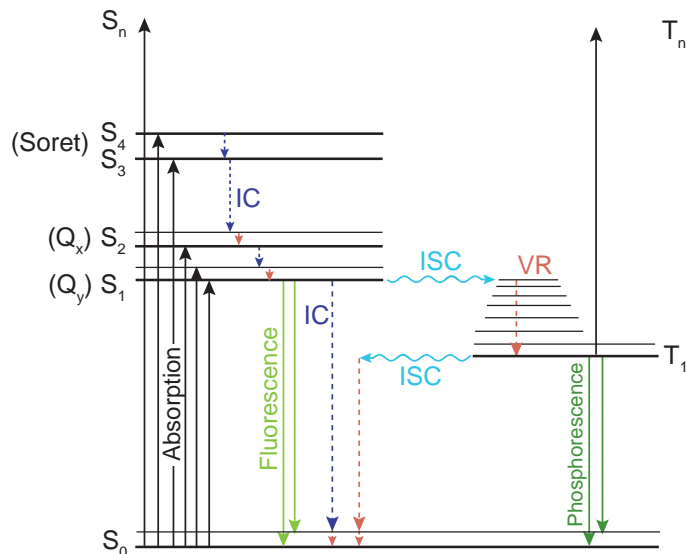 Sn
Tn
(Soret) S4
S3
IC
(Qx) S2
ISC
VR
(Qy) S1
IC
T1
ISC
Absorption
Fluorescence
Phosphorescence
S0